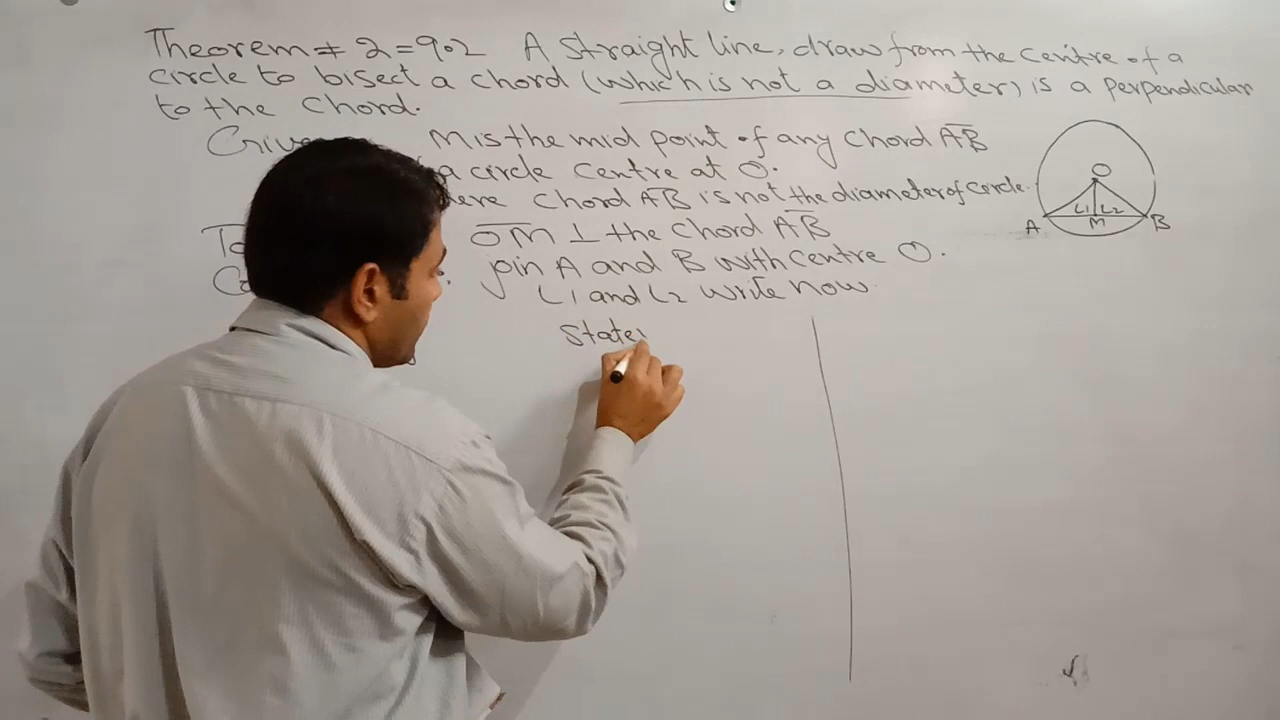 Theorem ≠ 2 = 9.2 A straight line, draw from the centre of a
circle to bisect a chord (which is not a diameter) is a perpendicular
to the chord.
M is the mid point of any chord AB
a circle centre at O.
chord AB is not the diameter of circle.
OM ⊥ the chord AB
join A and B with centre O.
∠1 and ∠2 write now
State
O
∠1 ∠2
A M B